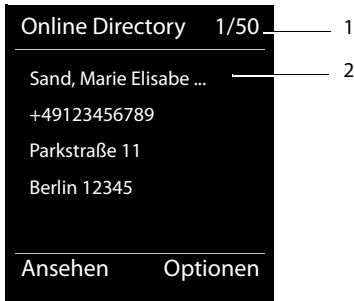 Online Directory 1/50 1
Sand, Marie Elisabe ... 2
+49123456789
Parkstraße 11
Berlin 12345
Ansehen Optionen